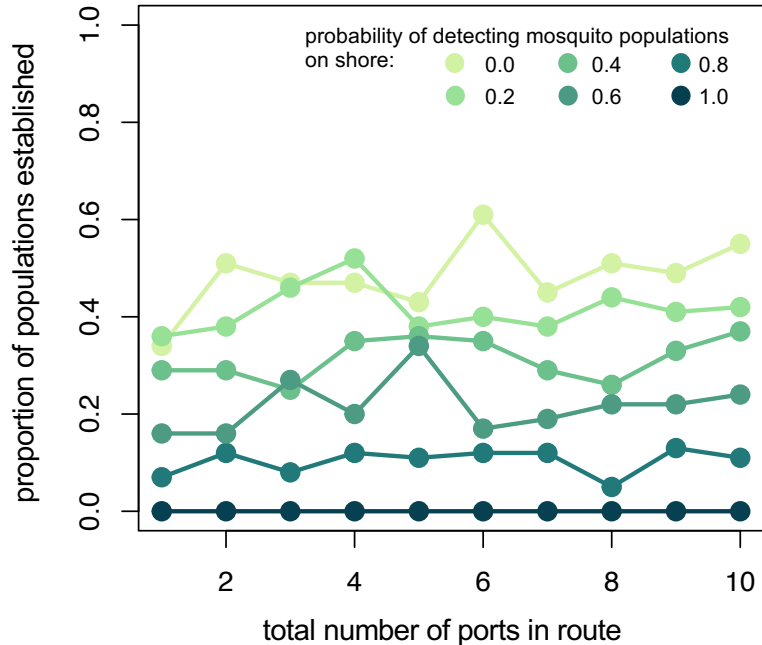 probability of detecting mosquito populations
on shore:
0.0 0.4 0.8
0.2 0.6 1.0
proportion of populations established
1.0
0.8
0.6
0.4
0.2
0.0
2 4 6 8 10
total number of ports in route